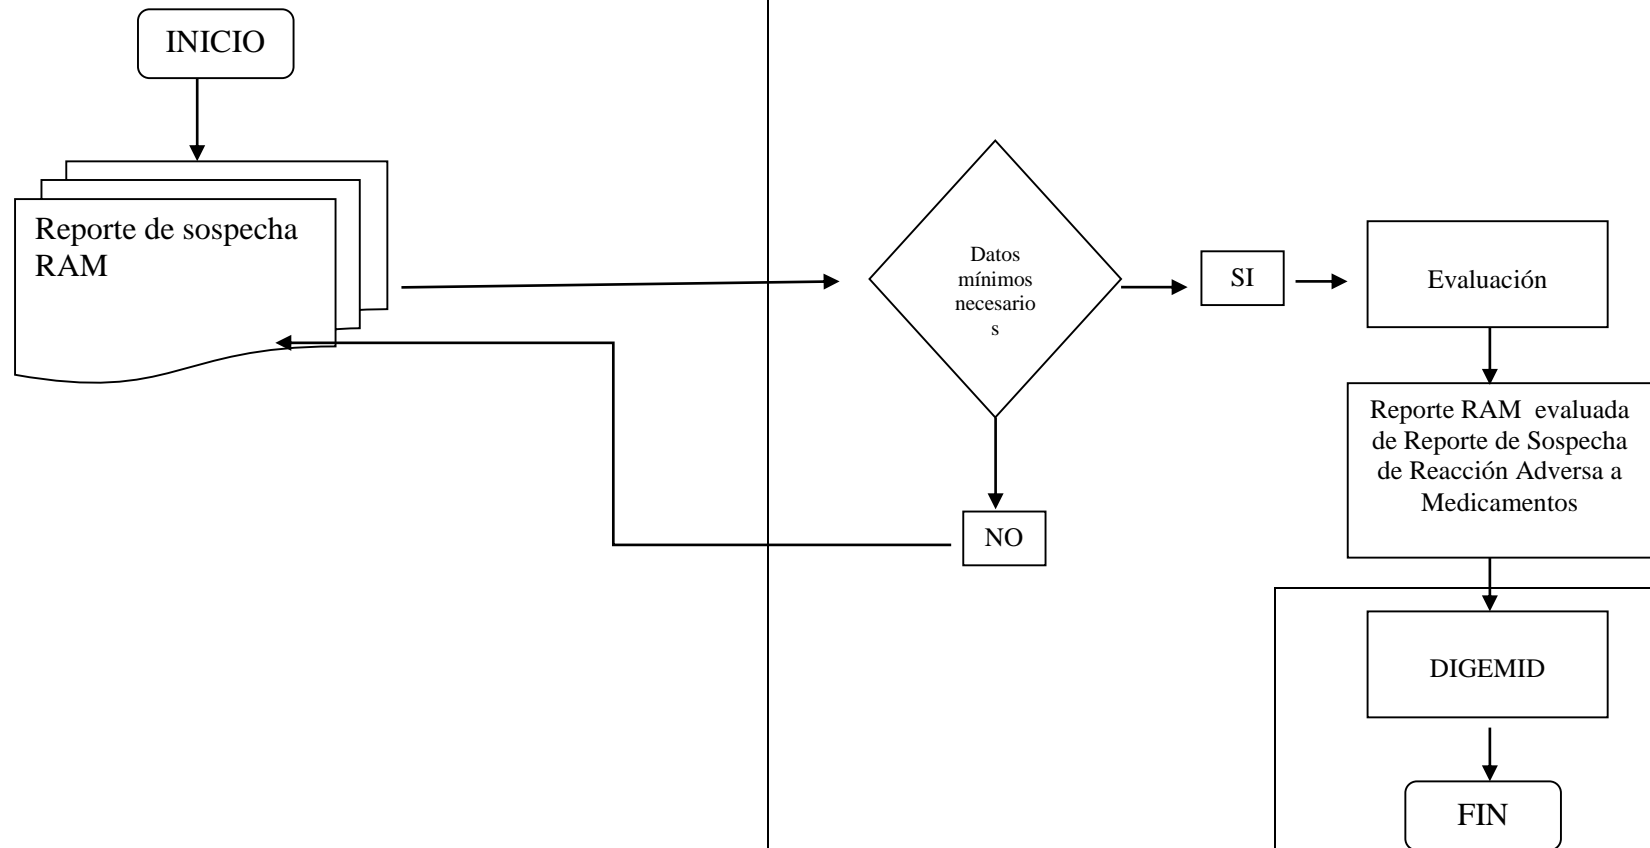 INICIO
Reporte de sospecha
RAM
Datos
mínimos
necesario
s
SI
Evaluación
Reporte RAM  evaluada
de Reporte de Sospecha
de Reacción Adversa a
Medicamentos
NO
DIGEMID
FIN